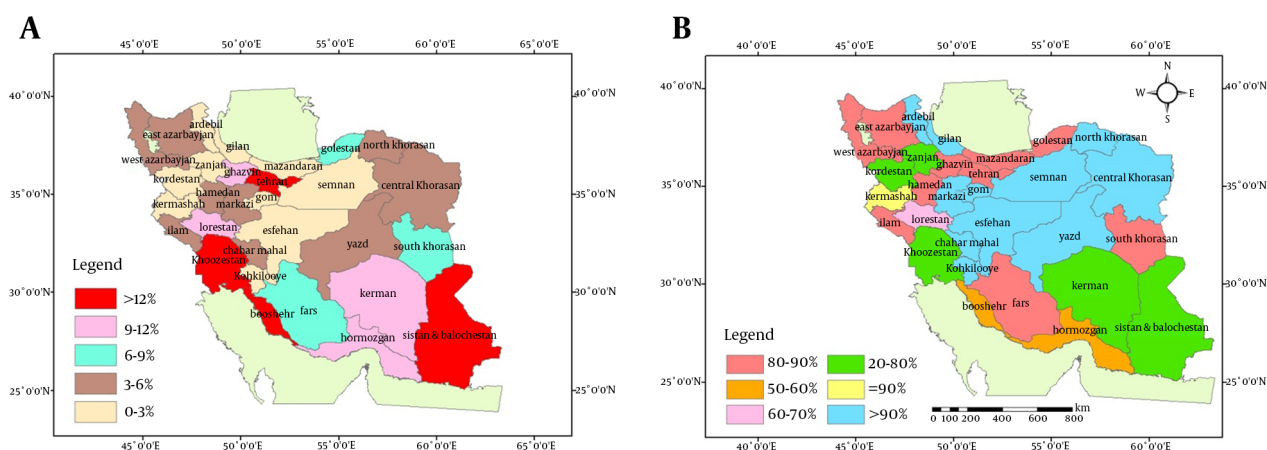 A
45°0'0"E 50°0'0"E 55°0'0"E 60°0'0"E 65°0'0"E
40°0'0"N
40°0'0"N
ardebil
east azarbayjan
gilan
golestan
north khorasan
west azarbayjan
zanjan
mazandaran
ghazvin
kordestan
tehran
semnan
central Khorasan
35°0'0"N
35°0'0"N
hamedan
gom
kermashah
markazi
ilam
lorestan
esfehan
yazd
south khorasan
chahar mahal
Khoozestan
Kohkilooye
30°0'0"N
30°0'0"N
kerman
booshehr
fars
hormozgan
sistan & balochestan
25°0'0"N
25°0'0"N
Legend
>12%
9-12%
6-9%
3-6%
0-3%
45°0'0"E 50°0'0"E 55°0'0"E 60°0'0"E 65°0'0"E
B
40°0'0"E 45°0'0"E 50°0'0"E 55°0'0"E 60°0'0"E
N
W E
S
40°0'0"N
40°0'0"N
ardebil
east azarbayjan
gilan
golestan
north khorasan
west azarbayjan
zanjan
mazandaran
ghazvin
kordestan
tehran
semnan
central Khorasan
35°0'0"N
35°0'0"N
hamedan
gom
kermashah
markazi
ilam
lorestan
esfehan
yazd
south khorasan
chahar mahal
Khoozestan
Kohkilooye
30°0'0"N
30°0'0"N
kerman
booshehr
fars
hormozgan
sistan & balochestan
25°0'0"N
25°0'0"N
Legend
80-90% 20-80%
50-60% =90%
60-70% >90%
km
0 100 200 400 600 800
40°0'0"E 45°0'0"E 50°0'0"E 55°0'0"E 60°0'0"E